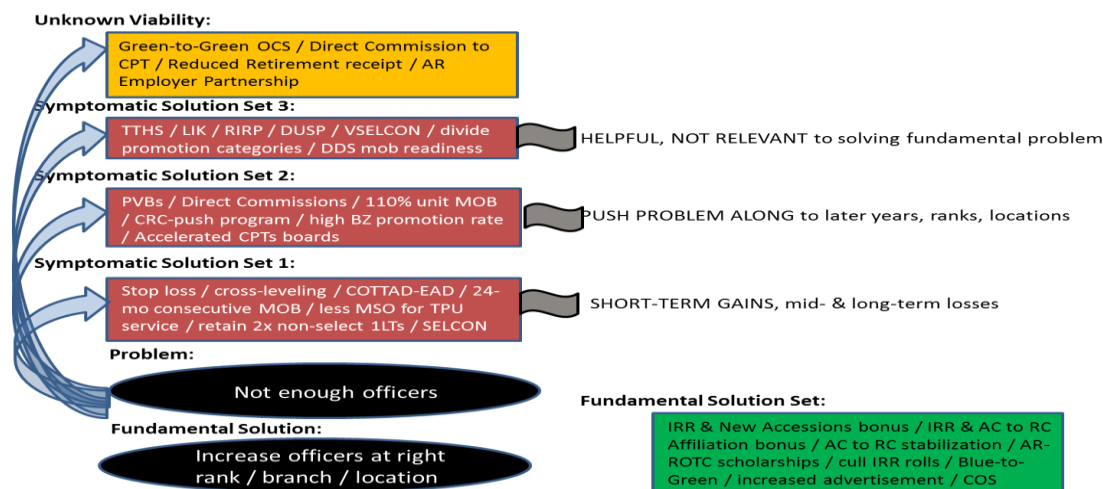 Unknown Viability:
Green-to-Green OCS / Direct Commission to
CPT / Reduced Retirement receipt / AR
Employer Partnership
Symptomatic Solution Set 3:
TTHS / LIK / RIRP / DUSP / VSELCON / divide
promotion categories / DDS mob readiness
HELPFUL, NOT RELEVANT to solving fundamental problem
Symptomatic Solution Set 2:
PVBs / Direct Commissions / 110% unit MOB
/ CRC-push program / high BZ promotion rate
/ Accelerated CPTs boards
PUSH PROBLEM ALONG to later years, ranks, locations
Symptomatic Solution Set 1:
Stop loss / cross-leveling / COTTAD-EAD / 24-
mo consecutive MOB / less MSO for TPU
service / retain 2x non-select 1LTs / SELCON
SHORT-TERM GAINS, mid- & long-term losses
Problem:
Not enough officers
Fundamental Solution:
Increase officers at right
rank / branch / location
Fundamental Solution Set:
IRR & New Accessions bonus / IRR & AC to RC
Affiliation bonus / AC to RC stabilization / AR-
ROTC scholarships / cull IRR rolls / Blue-to-
Green / increased advertisement / COS